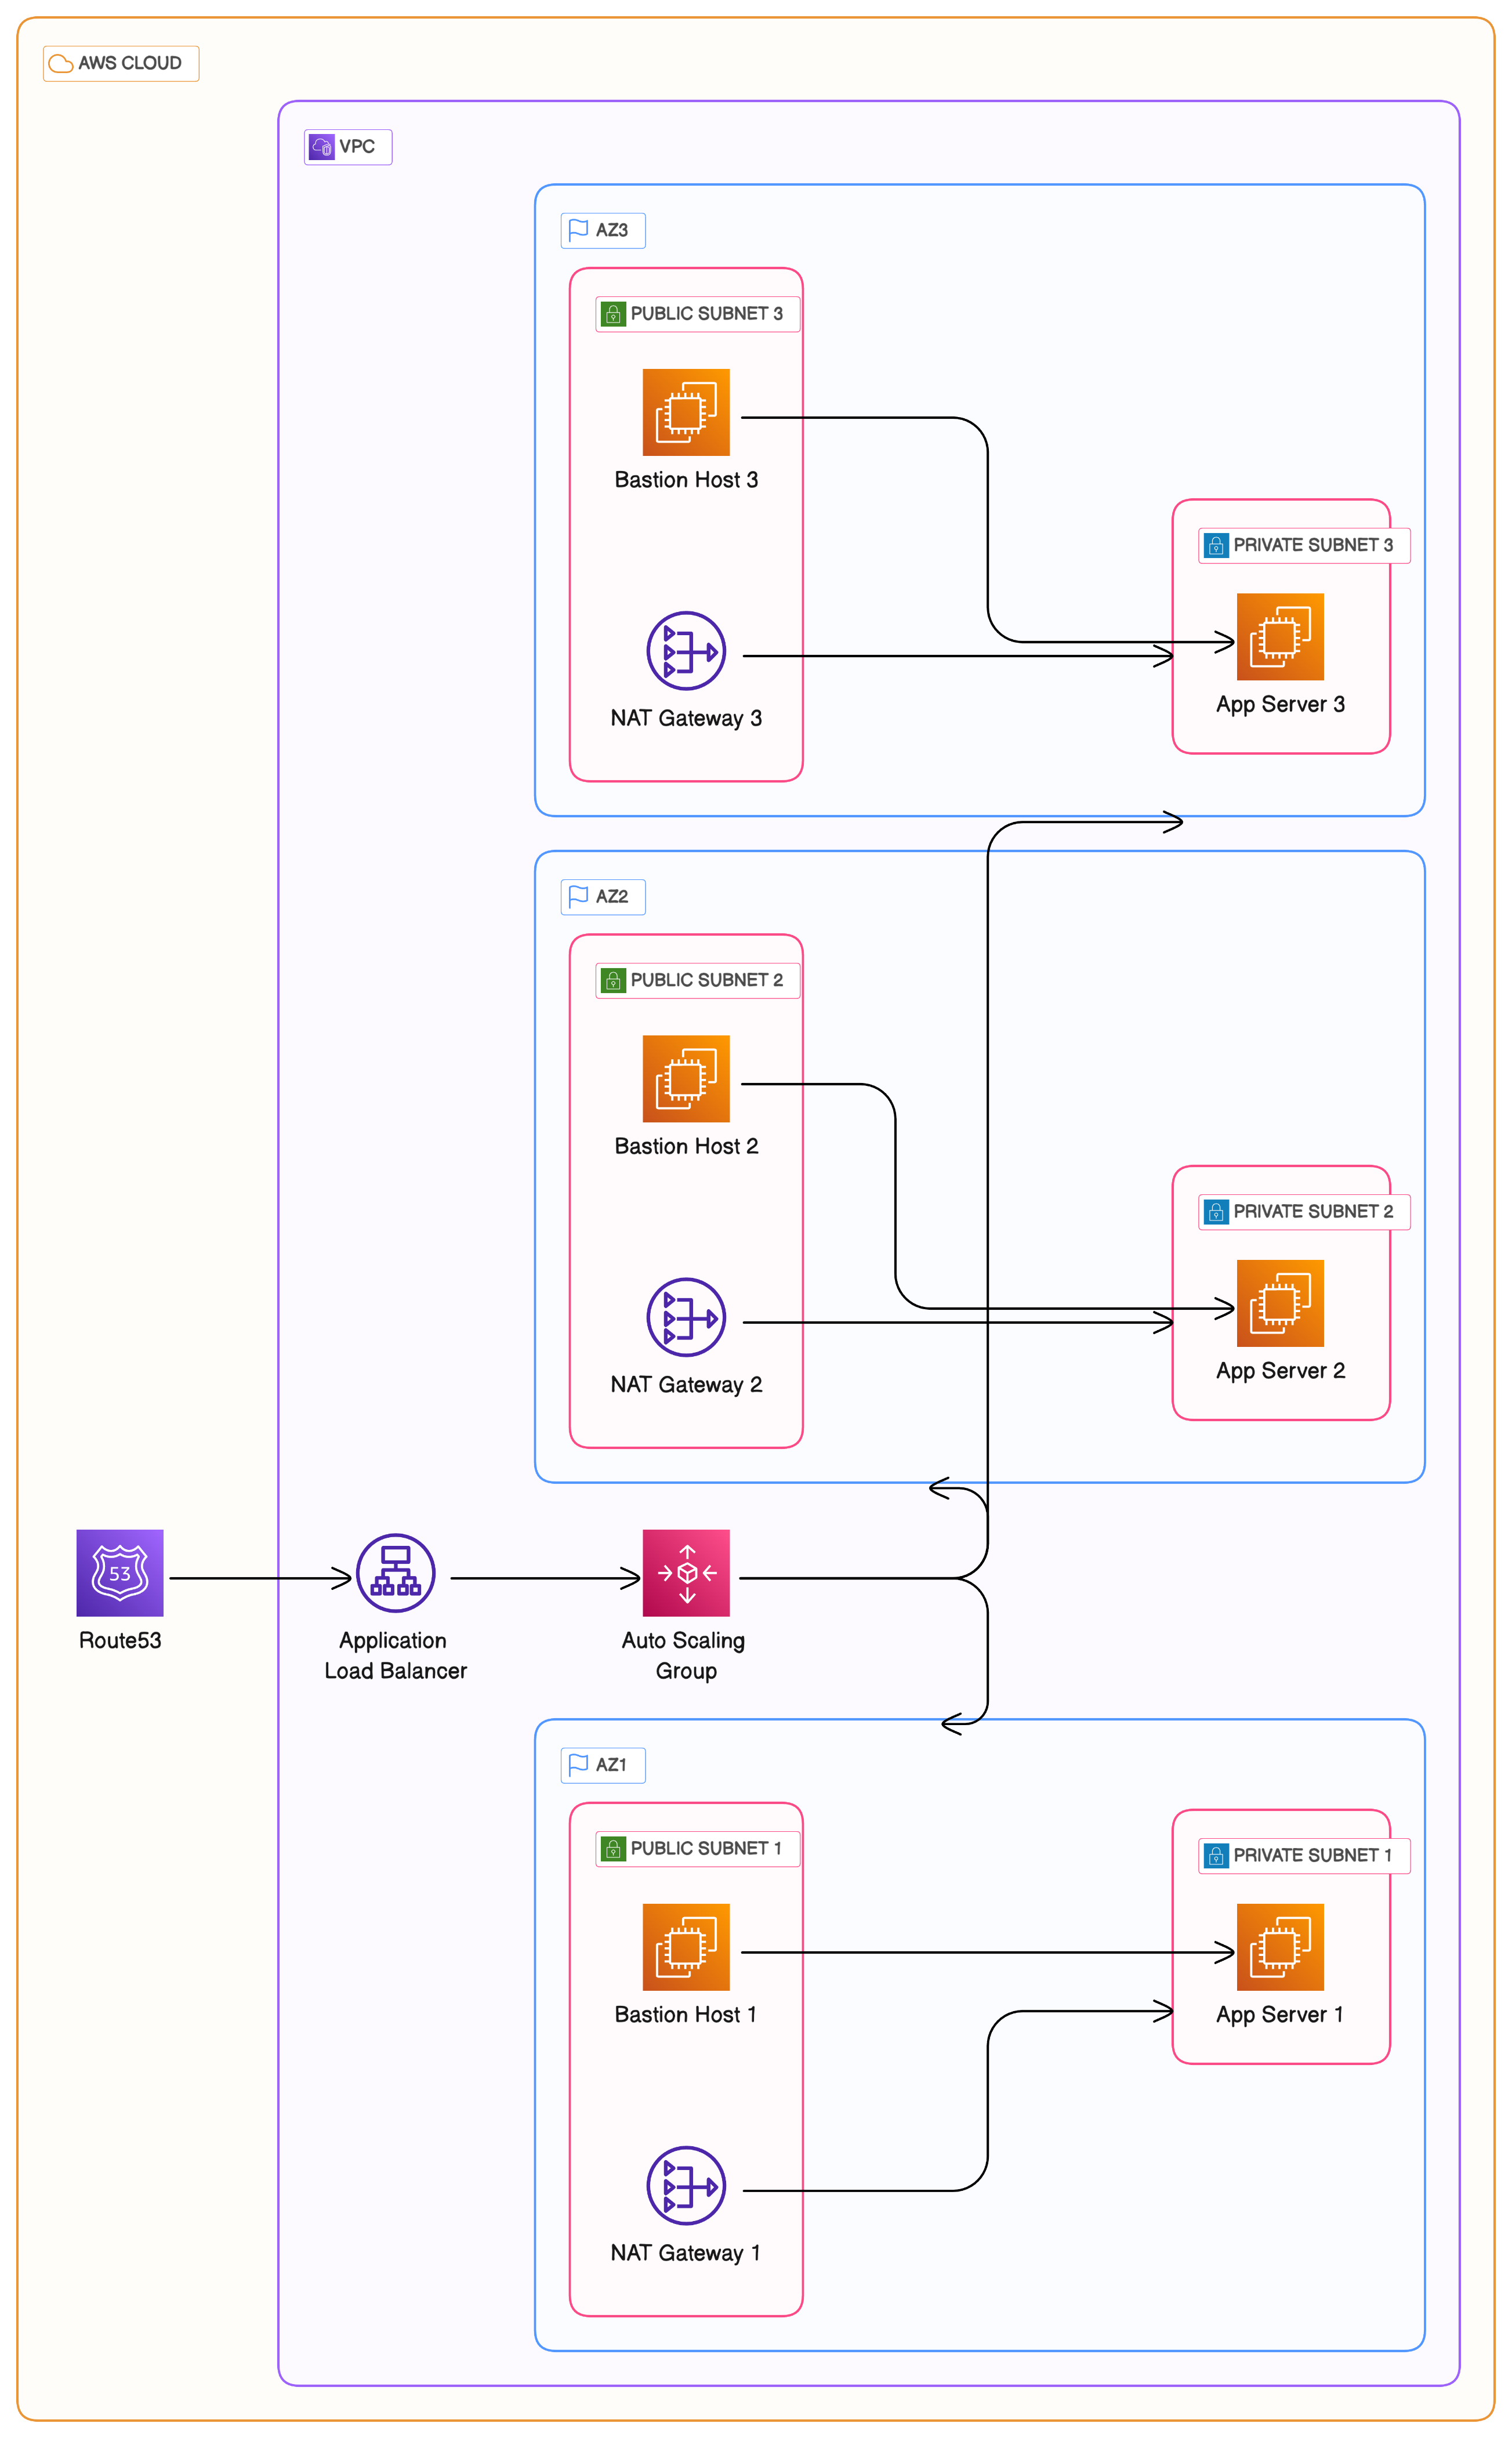 AWS CLOUD
VPC
AZ3
PUBLIC SUBNET 3
Bastion Host 3
PRIVATE SUBNET 3
App Server 3
NAT Gateway 3
AZ2
PUBLIC SUBNET 2
Bastion Host 2
PRIVATE SUBNET 2
App Server 2
NAT Gateway 2
53
Route53
Application
Load Balancer
Auto Scaling
Group
AZ1
PUBLIC SUBNET 1
PRIVATE SUBNET 1
Bastion Host 1
App Server 1
NAT Gateway 1